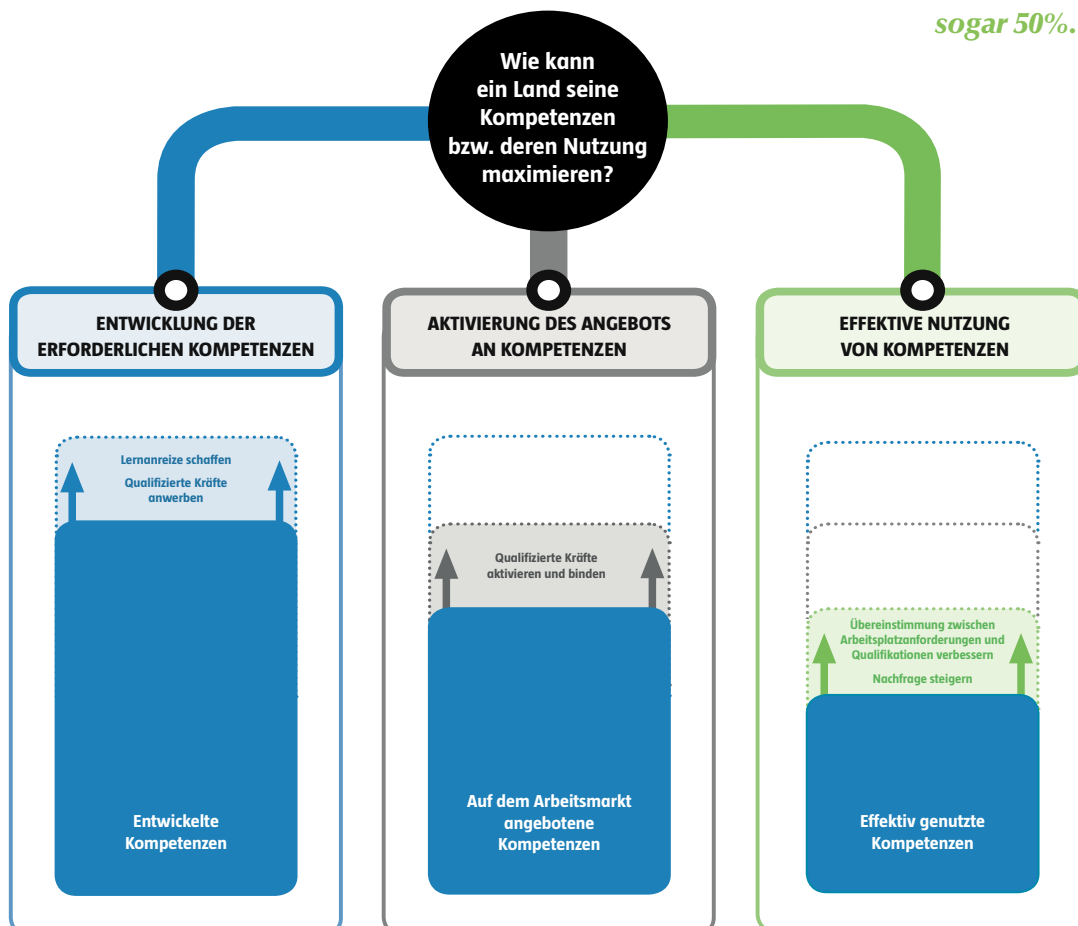 sogar 50%.
Wie kann
ein Land seine
Kompetenzen
bzw. deren Nutzung
maximieren?
ENTWICKLUNG DER
ERFORDERLICHEN KOMPETENZEN
Lernanreize schaffen
Qualifizierte Kräfte
anwerben
Entwickelte
Kompetenzen
AKTIVIERUNG DES ANGEBOTS
AN KOMPETENZEN
Qualifizierte Kräfte
aktivieren und binden
Auf dem Arbeitsmarkt
angebotene
Kompetenzen
EFFEKTIVE NUTZUNG
VON KOMPETENZEN
Übereinstimmung zwischen
Arbeitsplatzanforderungen und
Qualifikationen verbessern
Nachfrage steigern
Effektiv genutzte
Kompetenzen